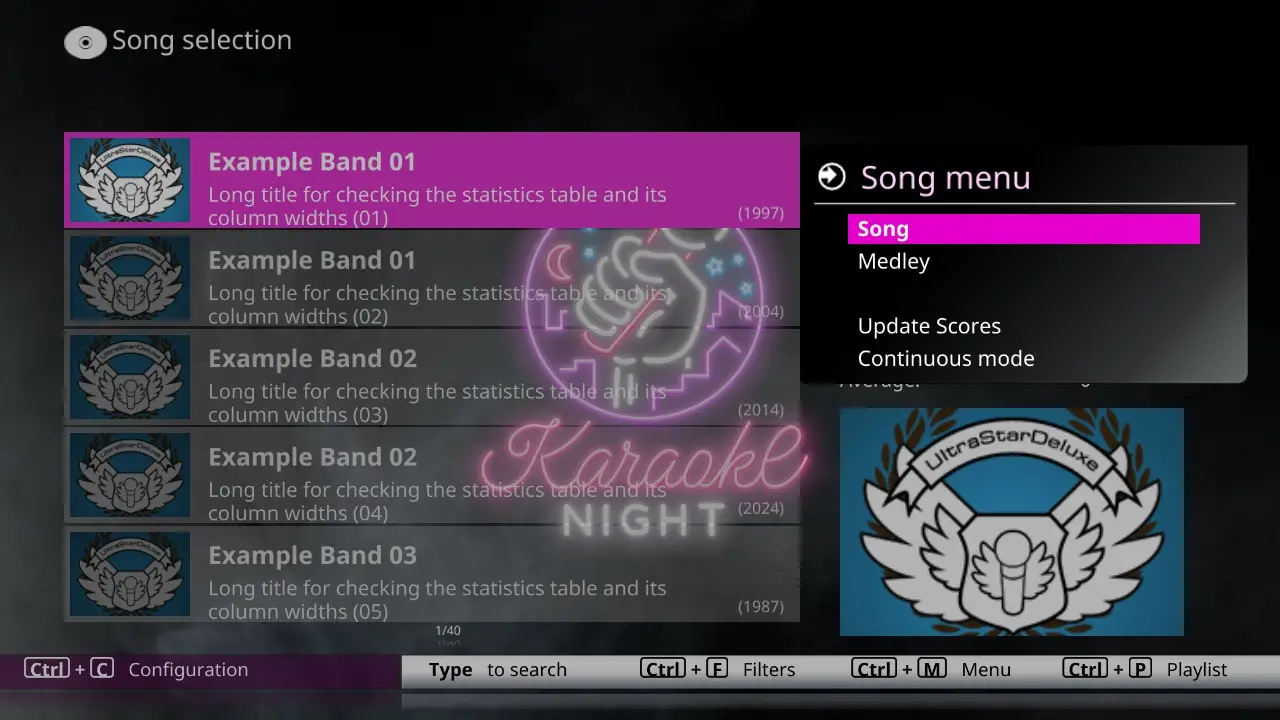 Song selection
Example Band 01
Long title for checking the statistics table and its
column widths (01)
(1997)
Example Band 01
Long title for checking the statistics table and its
column widths (02)
(2004)
Example Band 02
Long title for checking the statistics table and its
column widths (03)
(2014)
Example Band 02
Long title for checking the statistics table and its
column widths (04)
(2024)
Example Band 03
Long title for checking the statistics table and its
column widths (05)
(1987)
1/40
Karaoke
NIGHT
Song menu
Song
Medley
Update Scores
Continuous mode
Average:
UltraStarDeluxe
Ctrl + C Configuration
Type to search
Ctrl + F Filters
Ctrl + M Menu
Ctrl + P Playlist